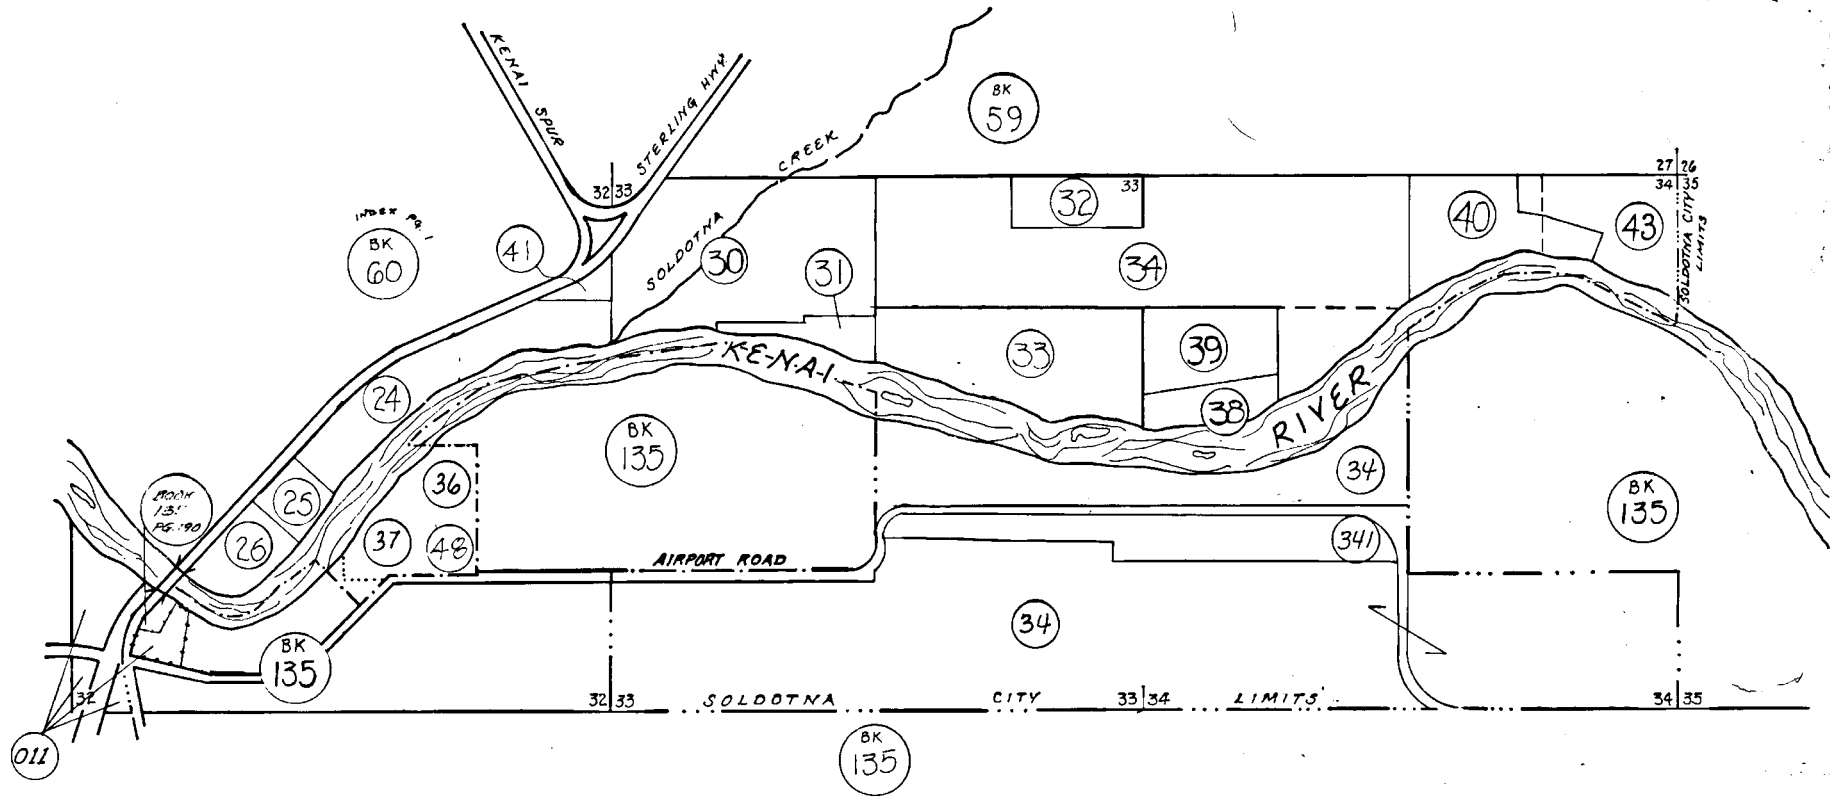 KENAI SPUR
STERLING HWY.
SOLDOTNA CREEK
BK
59
32 33
INDEX PG. 1
BK
60
41
30
31
33
32
34
40
43
27 26
34 35
SOLDOTNA CITY
LIMITS
KENAI
RIVER
24
33
39
38
BK
135
36
34
BK
135
BOOK
135
PG. 190
25
26
37
48
341
AIRPORT ROAD
34
BK
135
32
32 33
SOLDOTNA CITY
33 34
LIMITS
34 35
011
BK
135